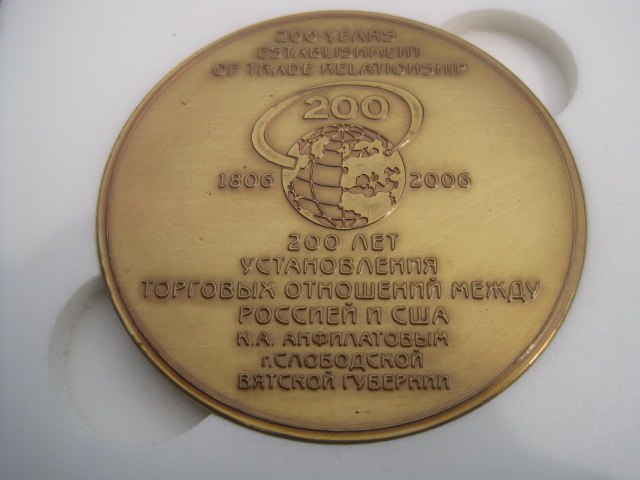 200 YEARS
ESTABLISHMENT
OF TRADE RELATIONSHIP
200
1806 2006
200 ЛЕТ
УСТАНОВЛЕНИЯ
ТОРГОВЫХ ОТНОШЕНИЙ МЕЖДУ
РОССИЕЙ И США
К.А. АНФИЛАТОВЫМ
г.СЛОБОДСКОЙ
ВЯТСКОЙ ГУБЕРНИИ